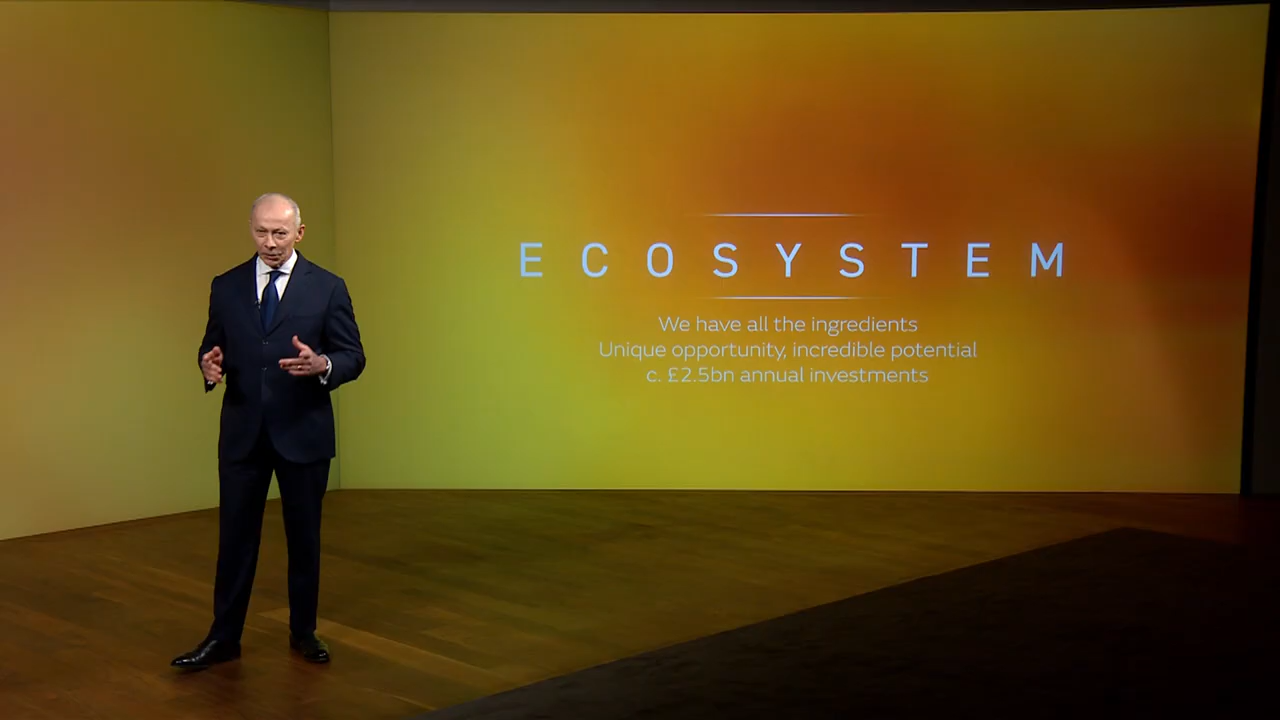 ECOSYSTEM
We have all the ingredients
Unique opportunity, incredible potential
c. £2.5bn annual investments